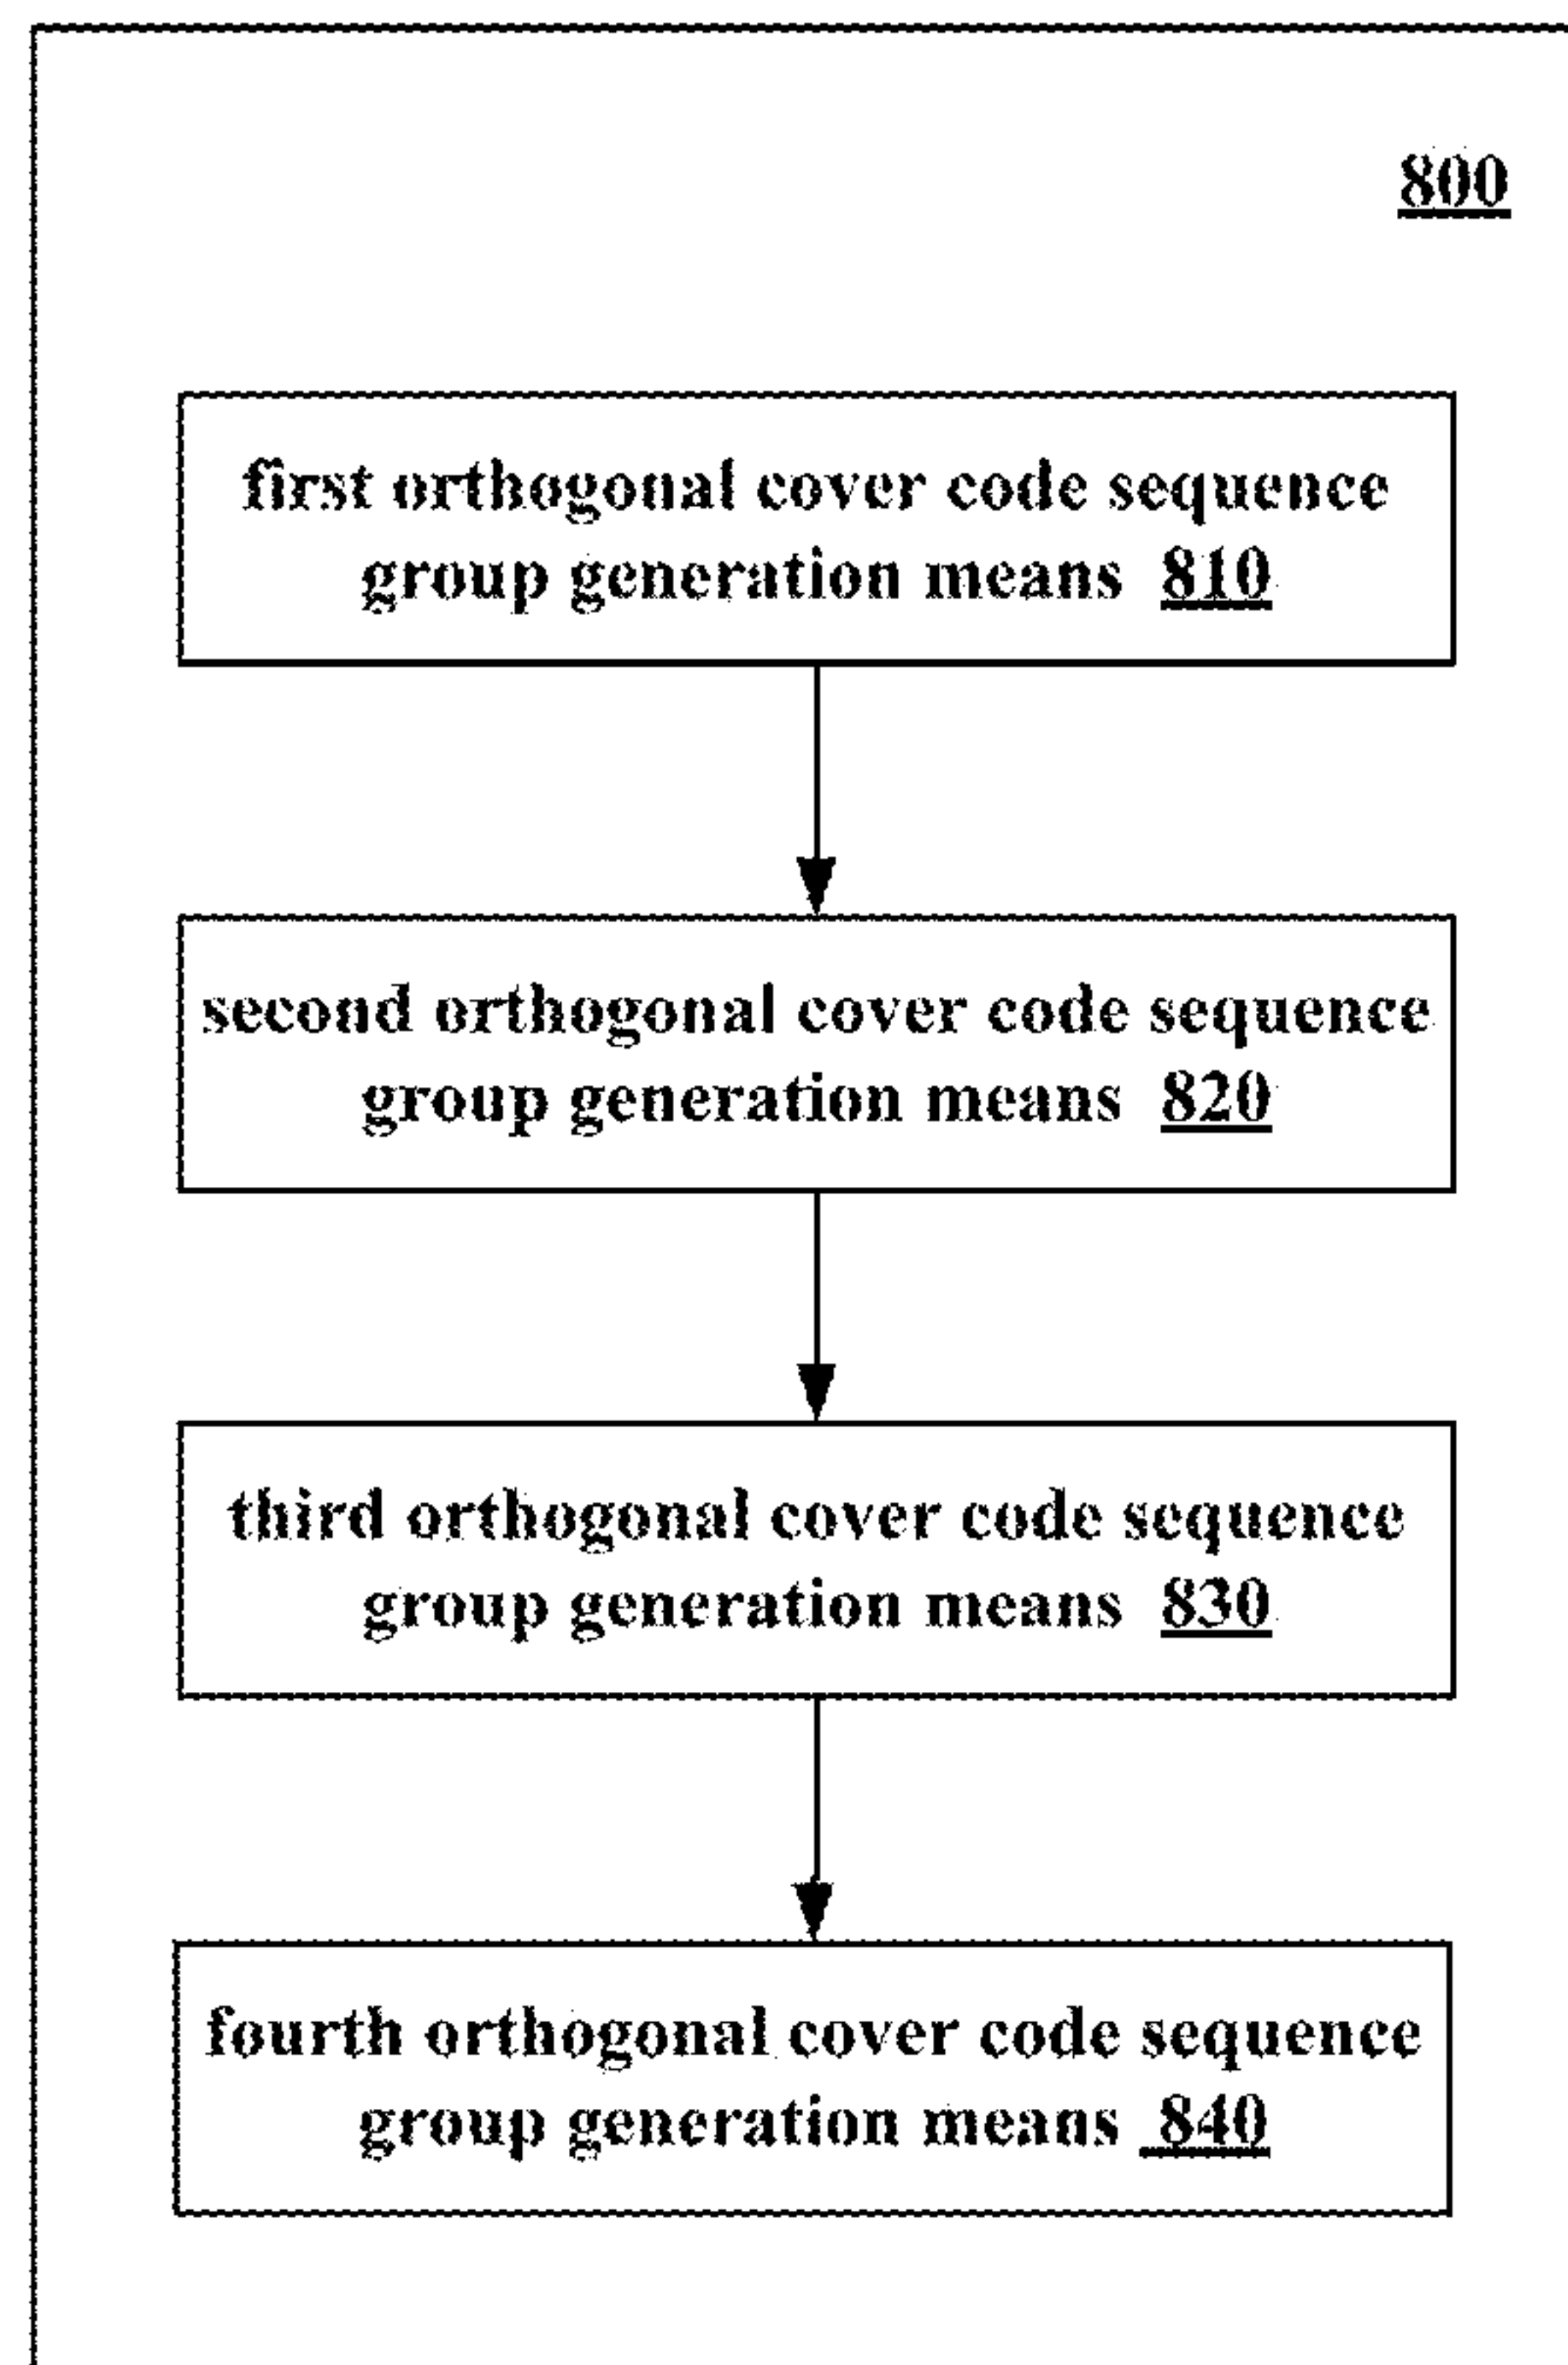 800
first orthogonal cover code sequence
group generation means 810
second orthogonal cover code sequence
group generation means 820
third orthogonal cover code sequence
group generation means 830
fourth orthogonal cover code sequence
group generation means 840